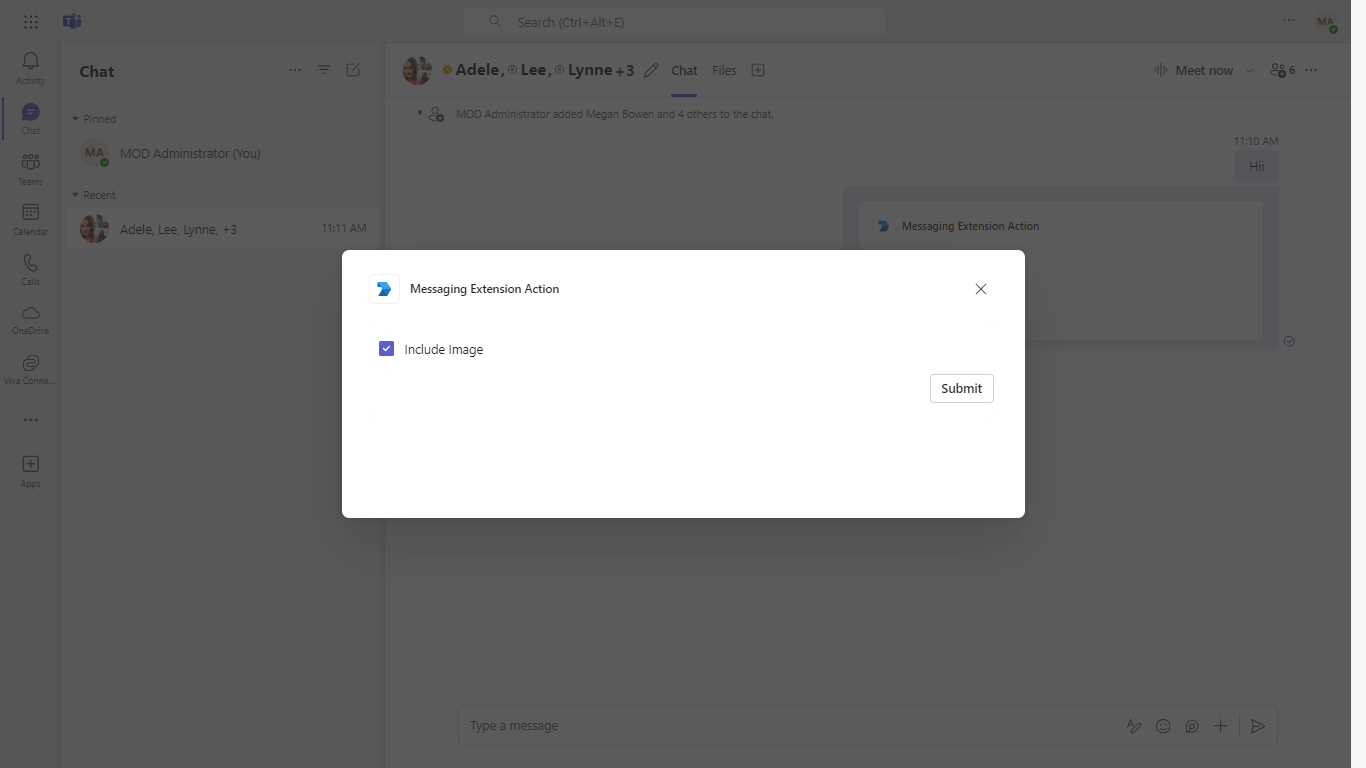 Search (Ctrl+Alt+E)
MA
Activity
Chat
Teams
Calendar
Calls
OneDrive
Viva Conne...
Apps
Chat
Pinned
MA
MOD Administrator (You)
Recent
Adele, Lee, Lynne, +3
11:11 AM
Adele, Lee, Lynne +3
Chat
Files
Meet now
6
MOD Administrator added Megan Bowen and 4 others to the chat.
11:10 AM
Hii
Messaging Extension Action
Messaging Extension Action
Include Image
Submit
Type a message